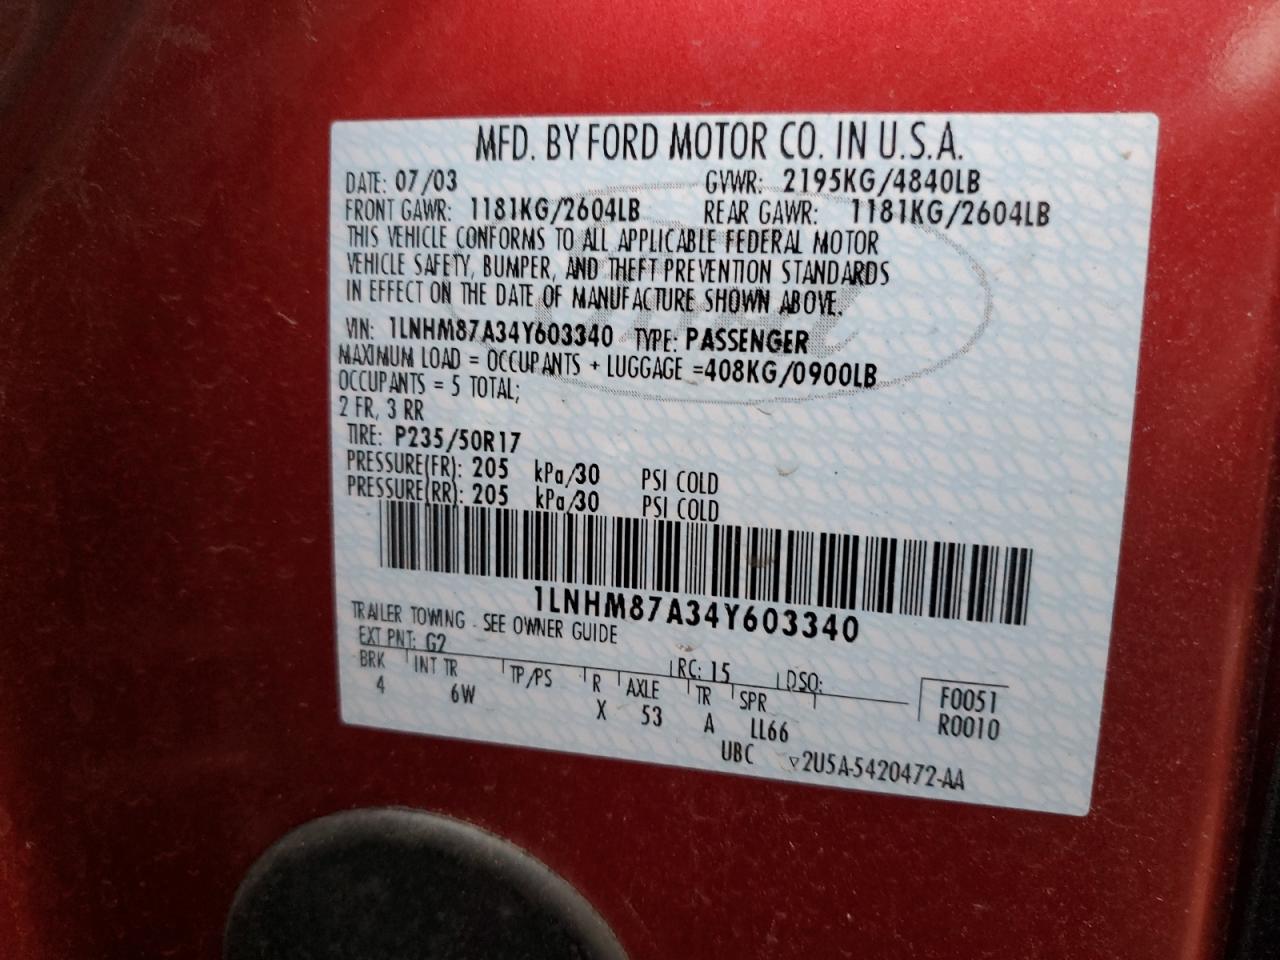 MFD. BY FORD MOTOR CO. IN U.S.A.
DATE: 07/03 GVWR: 2195KG/4840LB
FRONT GAWR: 1181KG/2604LB REAR GAWR: 1181KG/2604LB
THIS VEHICLE CONFORMS TO ALL APPLICABLE FEDERAL MOTOR
VEHICLE SAFETY, BUMPER, AND THEFT PREVENTION STANDARDS
IN EFFECT ON THE DATE OF MANUFACTURE SHOWN ABOVE.
VIN: 1LNHM87A34Y603340 TYPE: PASSENGER
MAXIMUM LOAD = OCCUPANTS + LUGGAGE =408KG/0900LB
OCCUPANTS = 5 TOTAL;
2 FR, 3 RR
TIRE: P235/50R17
PRESSURE(FR): 205 kPa/30 PSI COLD
PRESSURE(RR): 205 kPa/30 PSI COLD
1LNHM87A34Y603340
TRAILER TOWING - SEE OWNER GUIDE
EXT PNT: G2 RC: 15 DSO:
BRK INT TR TP/PS R AXLE TR SPR F0051
4 6W X 53 A LL66 R0010
UBC ▽2U5A-5420472-AA